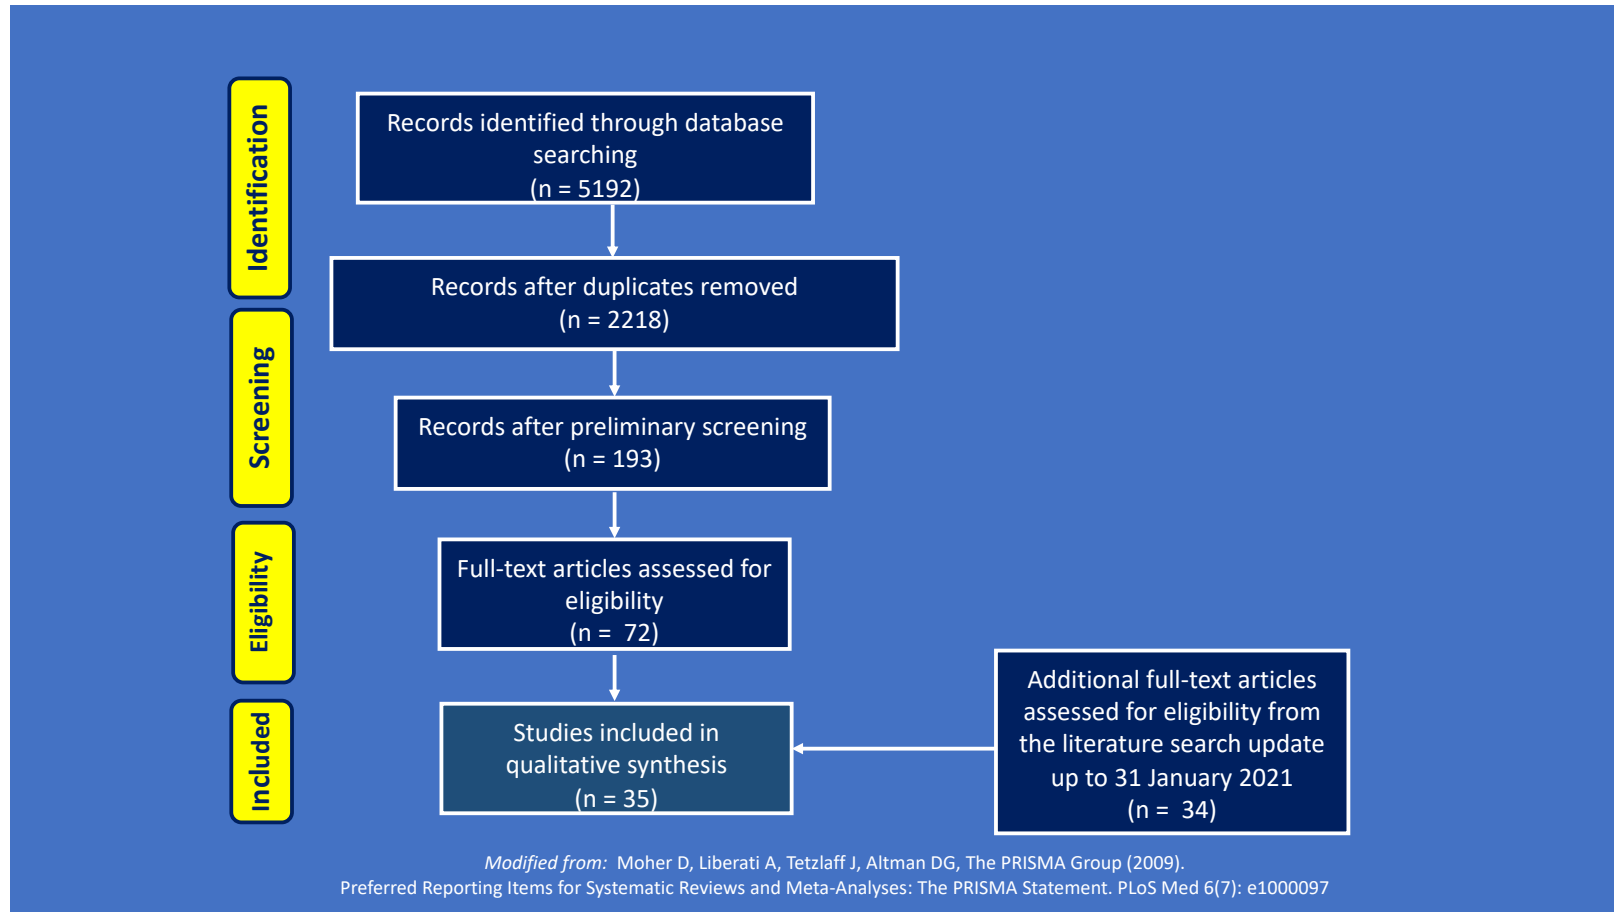 Identification
Records identified through database
searching
(n = 5192)
Records after duplicates removed
(n = 2218)
Screening
Records after preliminary screening
(n = 193)
Eligibility
Full-text articles assessed for
eligibility
(n =  72)
Included
Studies included in
qualitative synthesis
(n = 35)
Additional full-text articles
assessed for eligibility from
the literature search update
up to 31 January 2021
(n =  34)
Modified from:  Moher D, Liberati A, Tetzlaff J, Altman DG, The PRISMA Group (2009).
Preferred Reporting Items for Systematic Reviews and Meta-Analyses: The PRISMA Statement. PLoS Med 6(7): e1000097